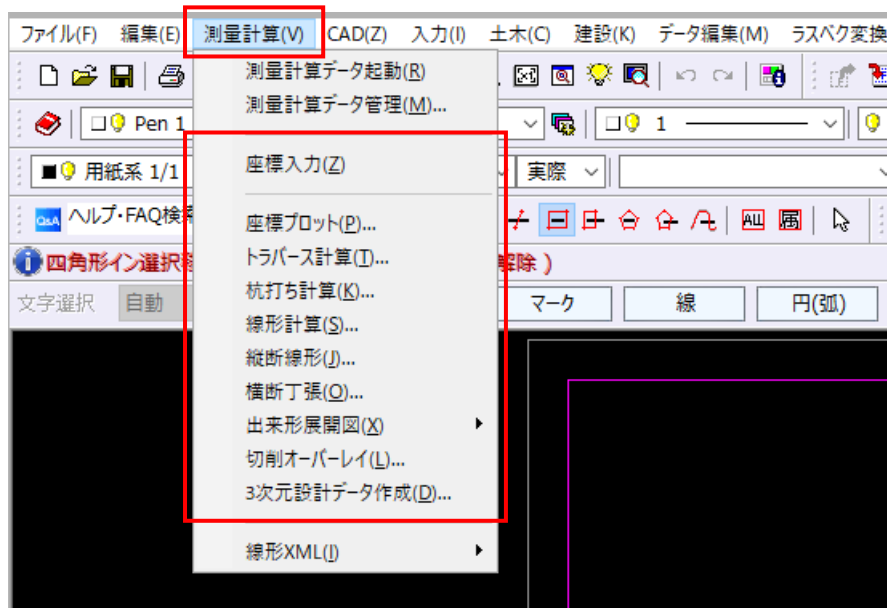 ファイル(F) 編集(E) 測量計算(V) CAD(Z) 入力(I) 土木(C) 建設(K) データ編集(M) ラスベク変換
測量計算データ起動(R)
測量計算データ管理(M)...
Pen 1
1
座標入力(Z)
用紙系 1/1
実際
ヘルプ・FAQ検索
座標プロット(P)...
ALL 属
四角形イン選択
解除 )
トラバース計算(T)...
文字選択 自動
杭打ち計算(K)...
マーク 線 円(弧)
線形計算(S)...
縦断線形(J)...
横断丁張(O)...
出来形展開図(X)
切削オーバーレイ(L)...
3次元設計データ作成(D)...
線形XML(I)